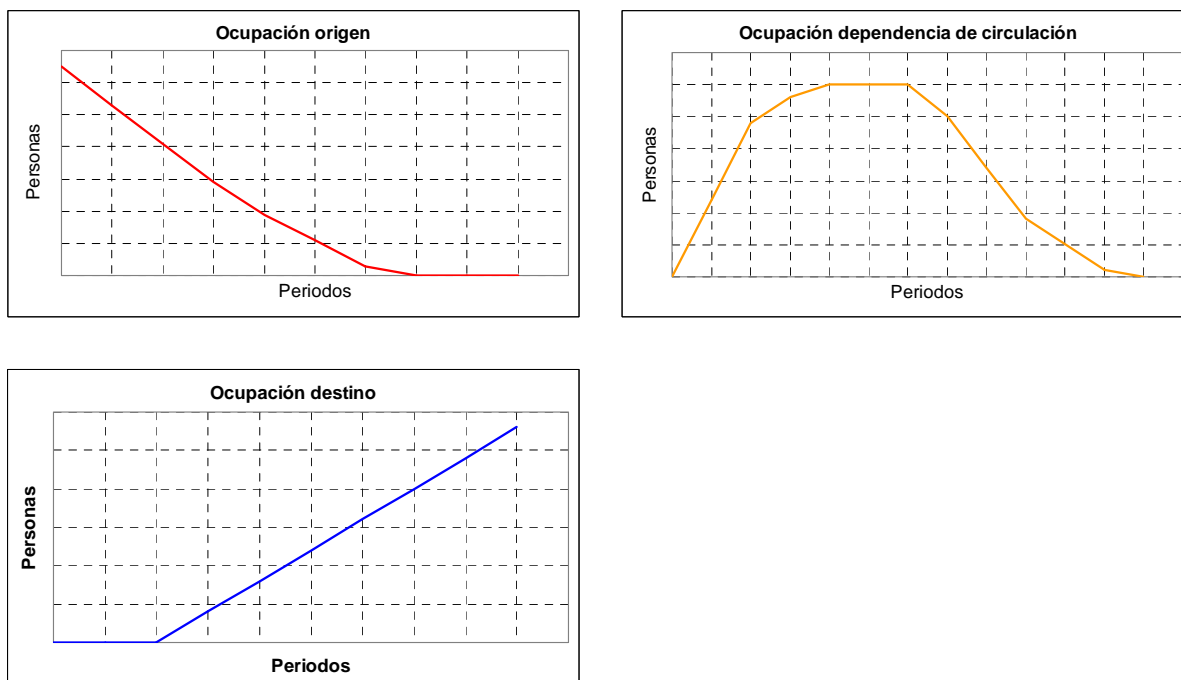 Ocupación origen
Personas
Periodos
Ocupación dependencia de circulación
Personas
Periodos
Ocupación destino
Personas
Periodos